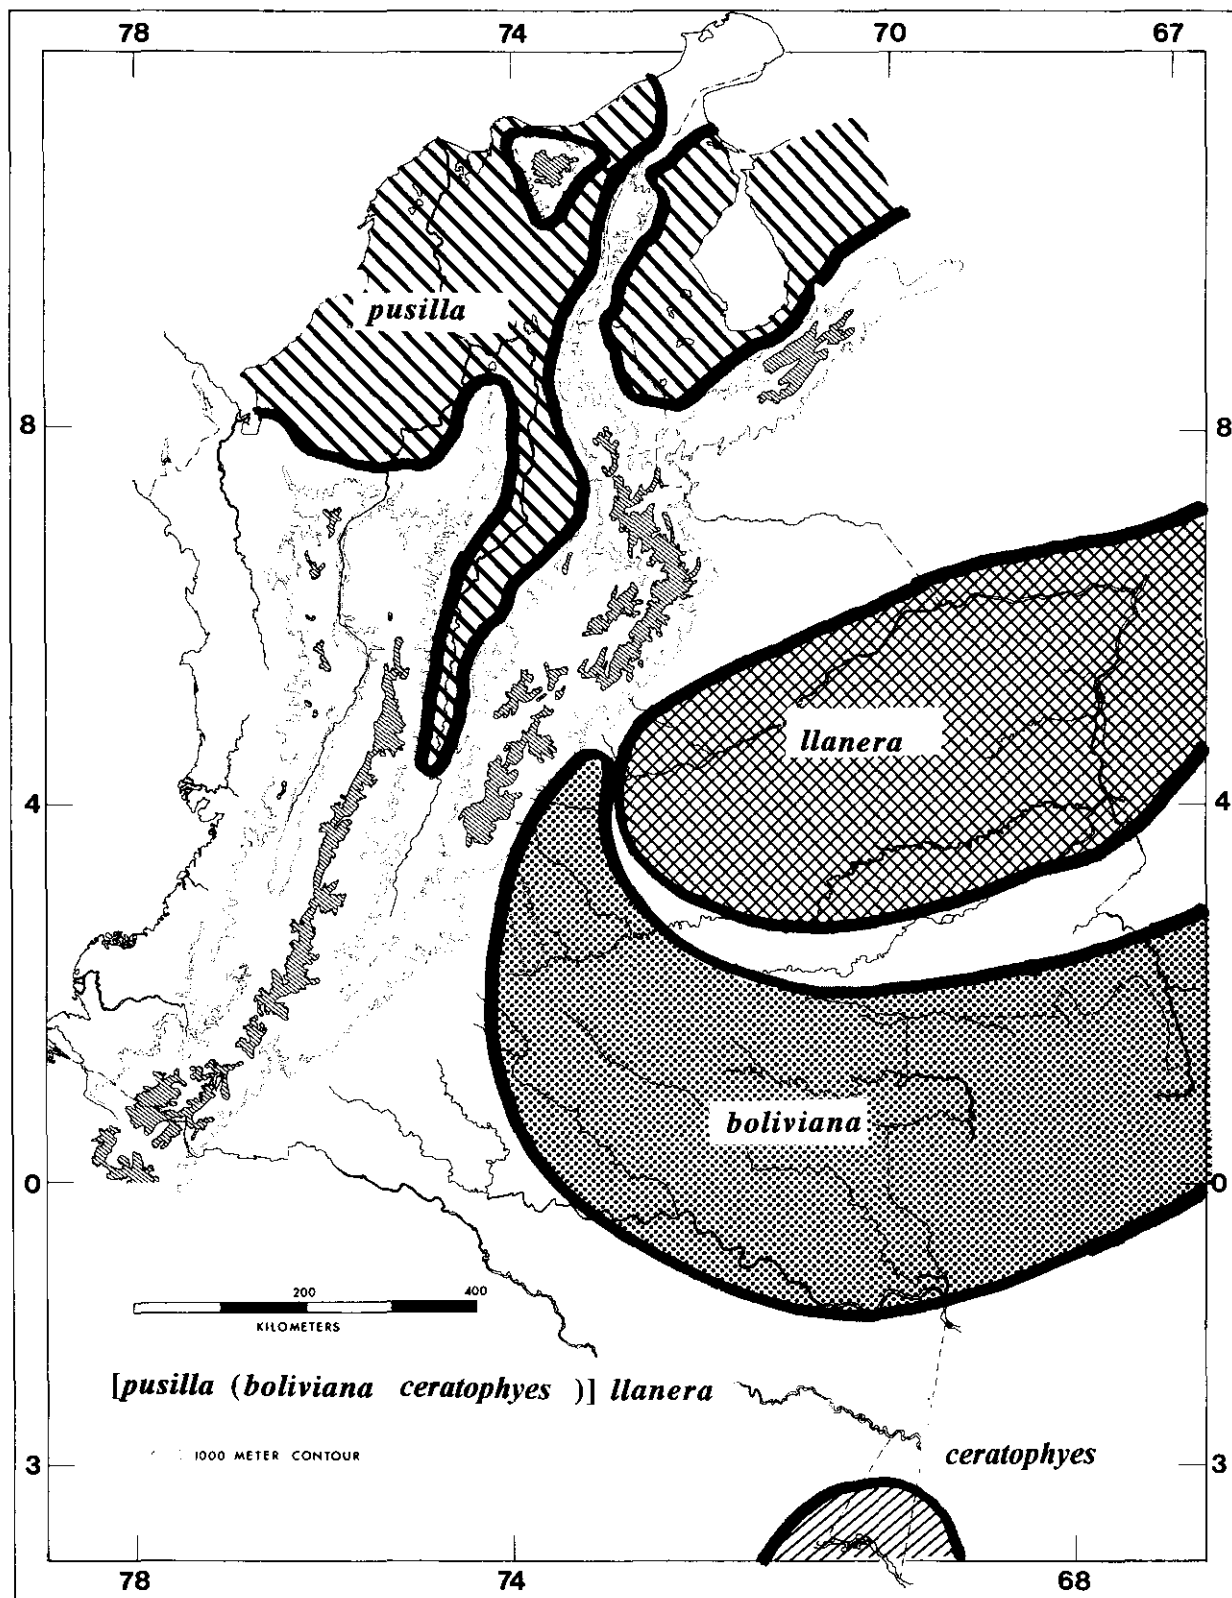 78 74 70 67
pusilla
8 8
llanera
4 4
boliviana
0 0
200 400
KILOMETERS
[pusilla (boliviana ceratophyes )] llanera
1000 METER CONTOUR
ceratophyes
3 3
78 74 68